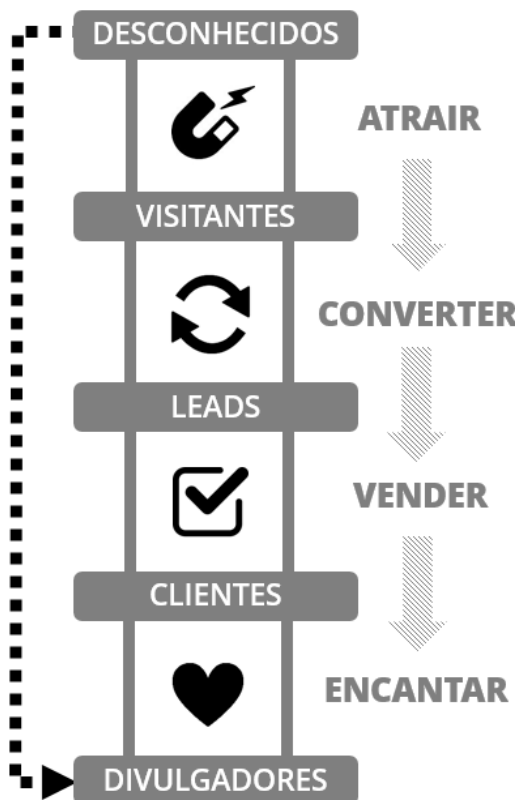 DESCONHECIDOS
ATRAIR
VISITANTES
CONVERTER
LEADS
VENDER
CLIENTES
ENCANTAR
DIVULGADORES